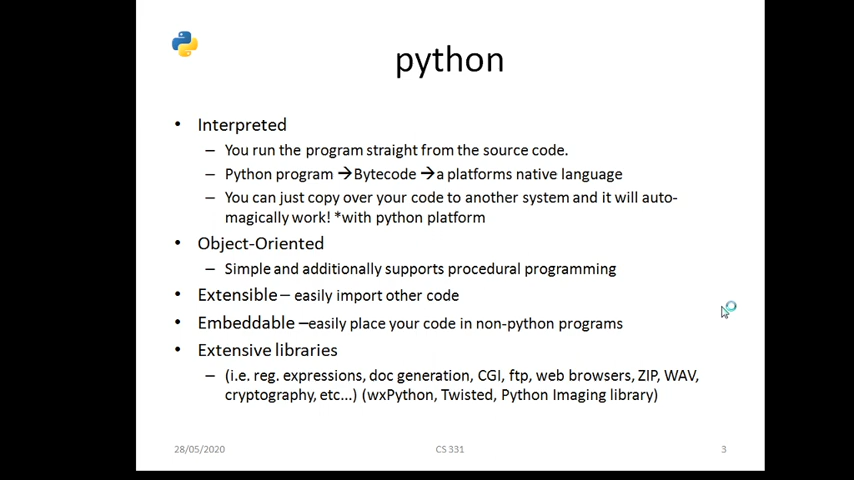 python
• Interpreted
– You run the program straight from the source code.
– Python program →Bytecode →a platforms native language
– You can just copy over your code to another system and it will auto-
magically work! *with python platform
• Object-Oriented
– Simple and additionally supports procedural programming
• Extensible – easily import other code
• Embeddable –easily place your code in non-python programs
• Extensive libraries
– (i.e. reg. expressions, doc generation, CGI, ftp, web browsers, ZIP, WAV,
cryptography, etc...) (wxPython, Twisted, Python Imaging library)
28/05/2020 CS 331 3